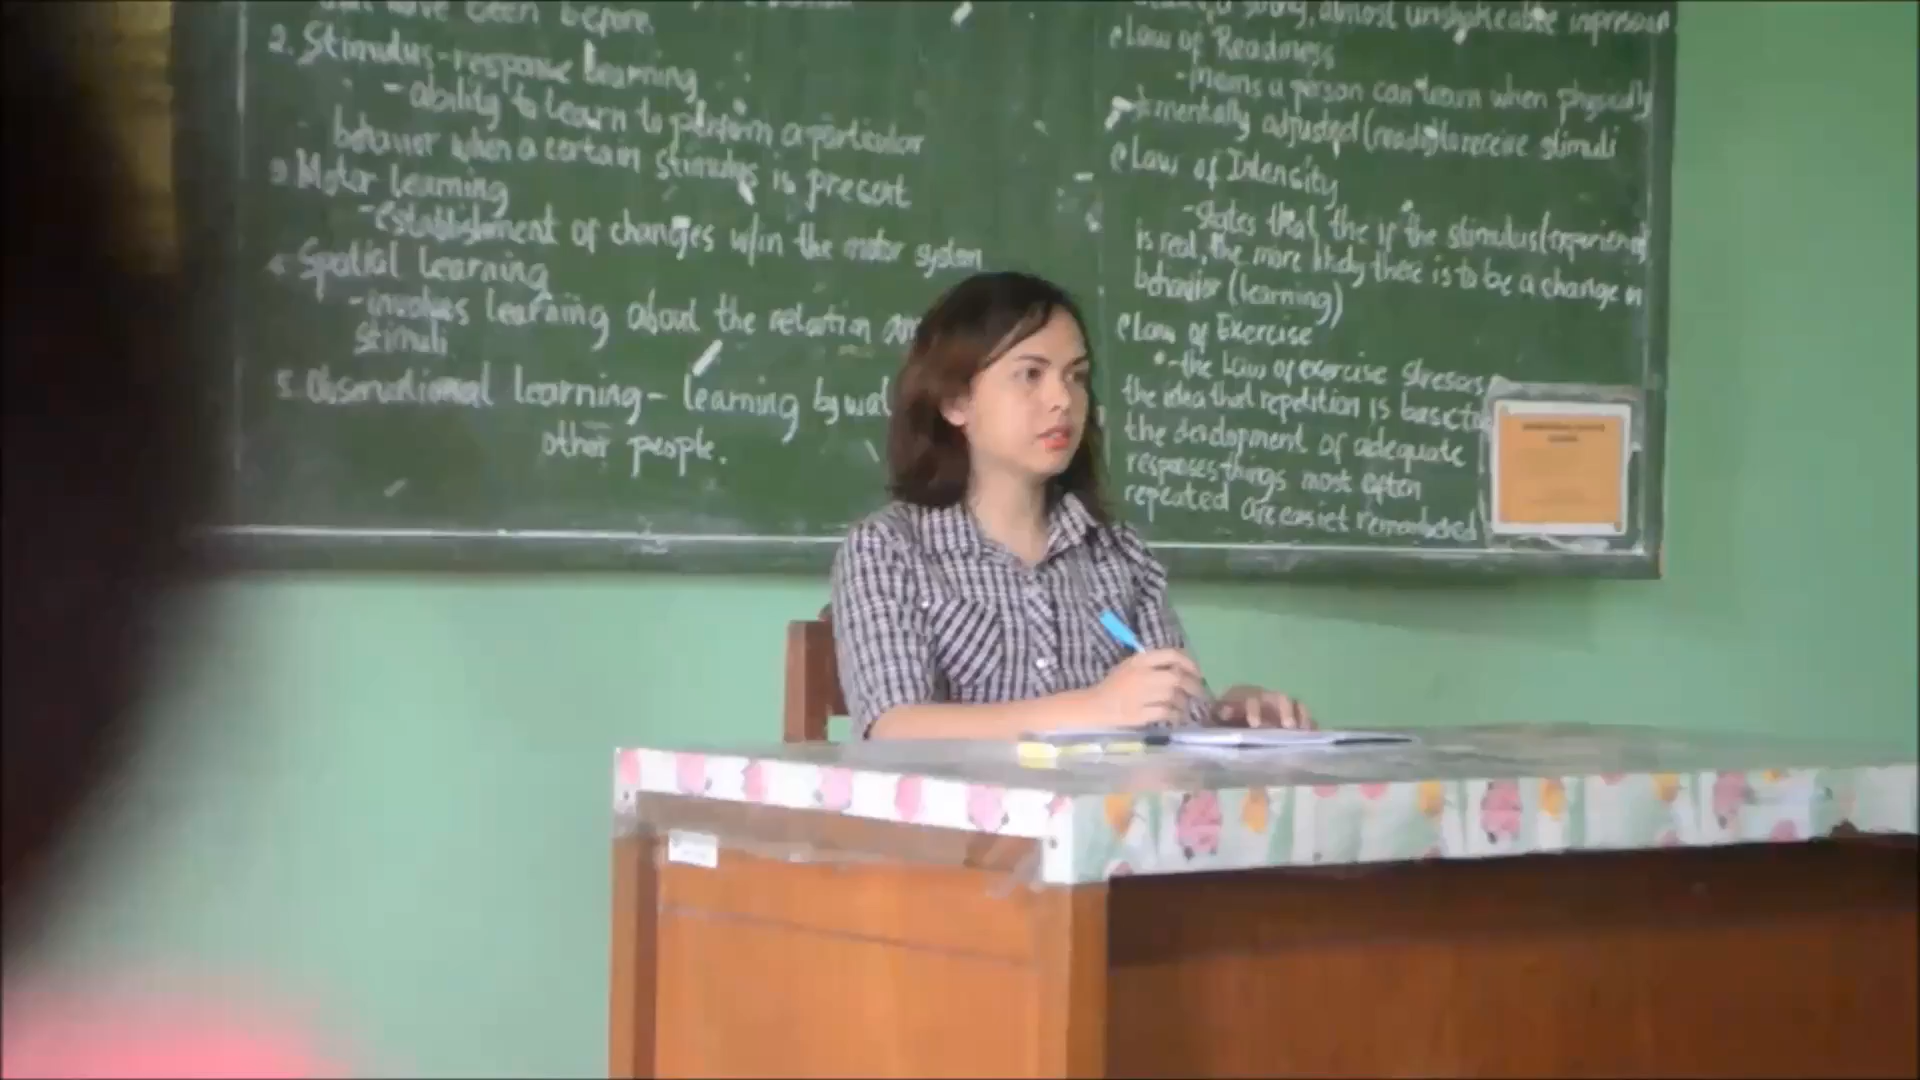 have been before.
2. Stimulus-response learning
- ability to learn to perform a particular
behavior when a certain stimulus is present
3. Motor learning
- establishment of changes w/in the motor system
4. Spatial learning
- involves learning about the relation
stimuli
5. Observational learning - learning by
other people.
a strong, almost unshakeable impression
Law of Readiness
- means a person can learn when physically
& mentally adjusted (ready) to receive stimuli
Law of Intensity
- states that the if the stimulus (experience)
is real, the more likely there is to be a change in
behavior (learning)
Law of Exercise
- the Law of exercise stresses
the idea that repetition is basic to
the development of adequate
responses things most often
repeated are easiet remembered